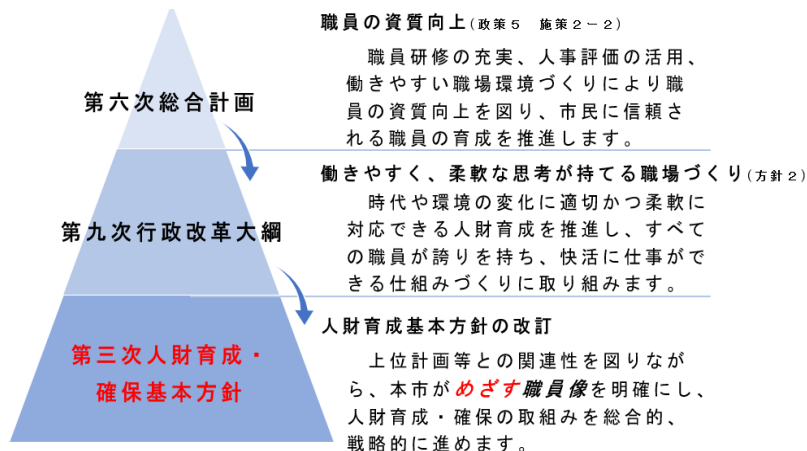 職員の資質向上(政策5 施策2－2)
職員研修の充実、人事評価の活用、
働きやすい職場環境づくりにより職
員の資質向上を図り、市民に信頼さ
れる職員の育成を推進します。
第六次総合計画
働きやすく、柔軟な思考が持てる職場づくり(方針2)
時代や環境の変化に適切かつ柔軟に
対応できる人財育成を推進し、すべて
の職員が誇りを持ち、快活に仕事がで
きる仕組みづくりに取り組みます。
第九次行政改革大綱
人財育成基本方針の改訂
上位計画等との関連性を図りなが
ら、本市がめざす職員像を明確にし、
人財育成・確保の取組みを総合的、
戦略的に進めます。
第三次人財育成・
確保基本方針